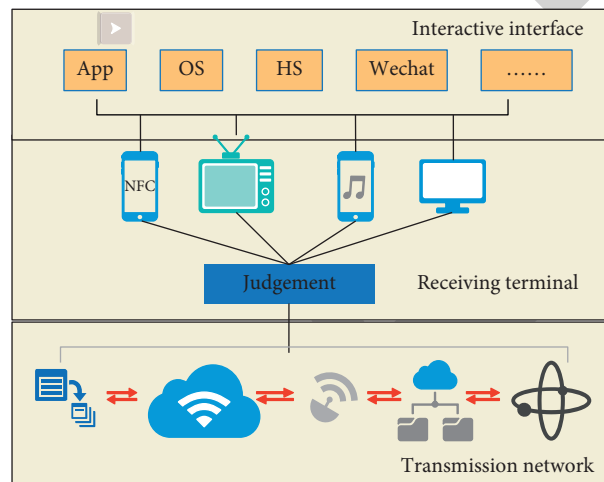 Interactive interface
App
OS
HS
Wechat
......
NFC
Judgement
Receiving terminal
Transmission network